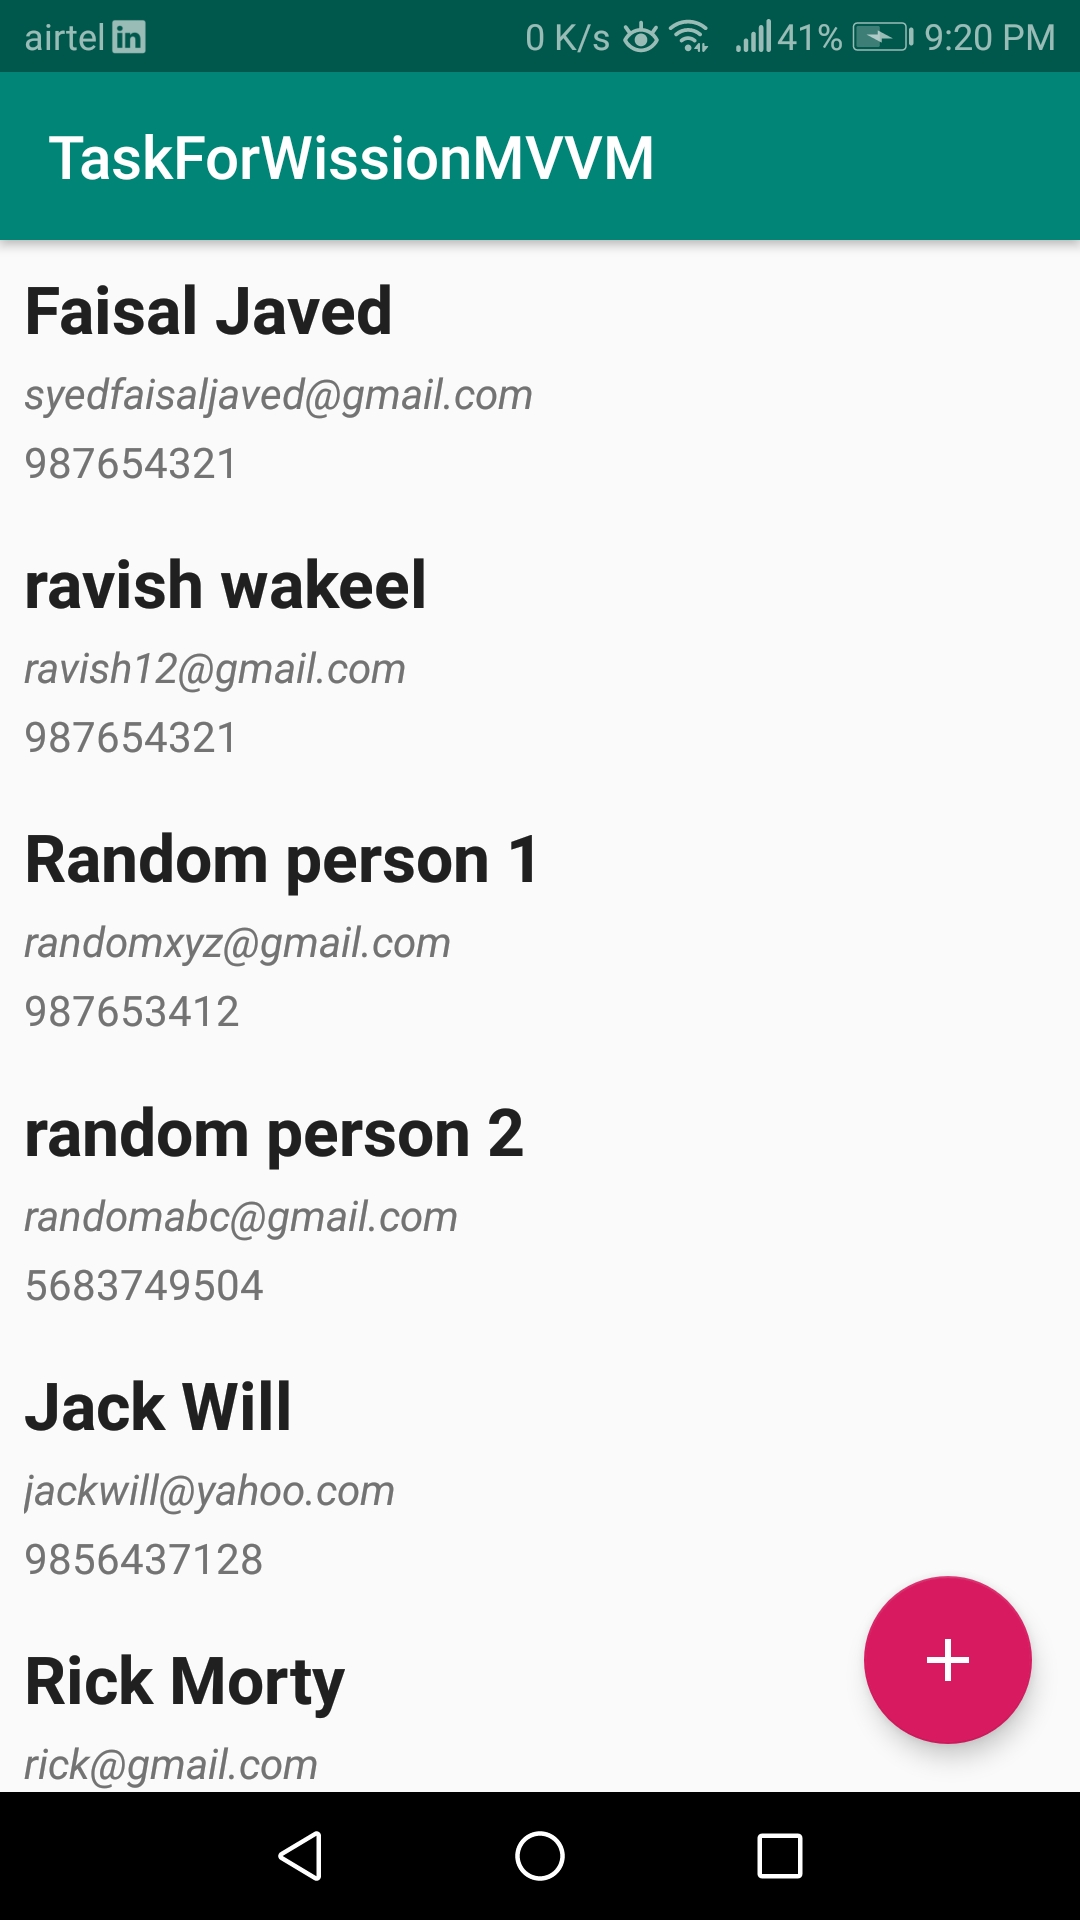 airtel in 0 K/s 41% 9:20 PM
TaskForWissionMVVM
Faisal Javed
syedfaisaljaved@gmail.com
987654321
ravish wakeel
ravish12@gmail.com
987654321
Random person 1
randomxyz@gmail.com
987653412
random person 2
randomabc@gmail.com
5683749504
Jack Will
jackwill@yahoo.com
9856437128
Rick Morty
rick@gmail.com